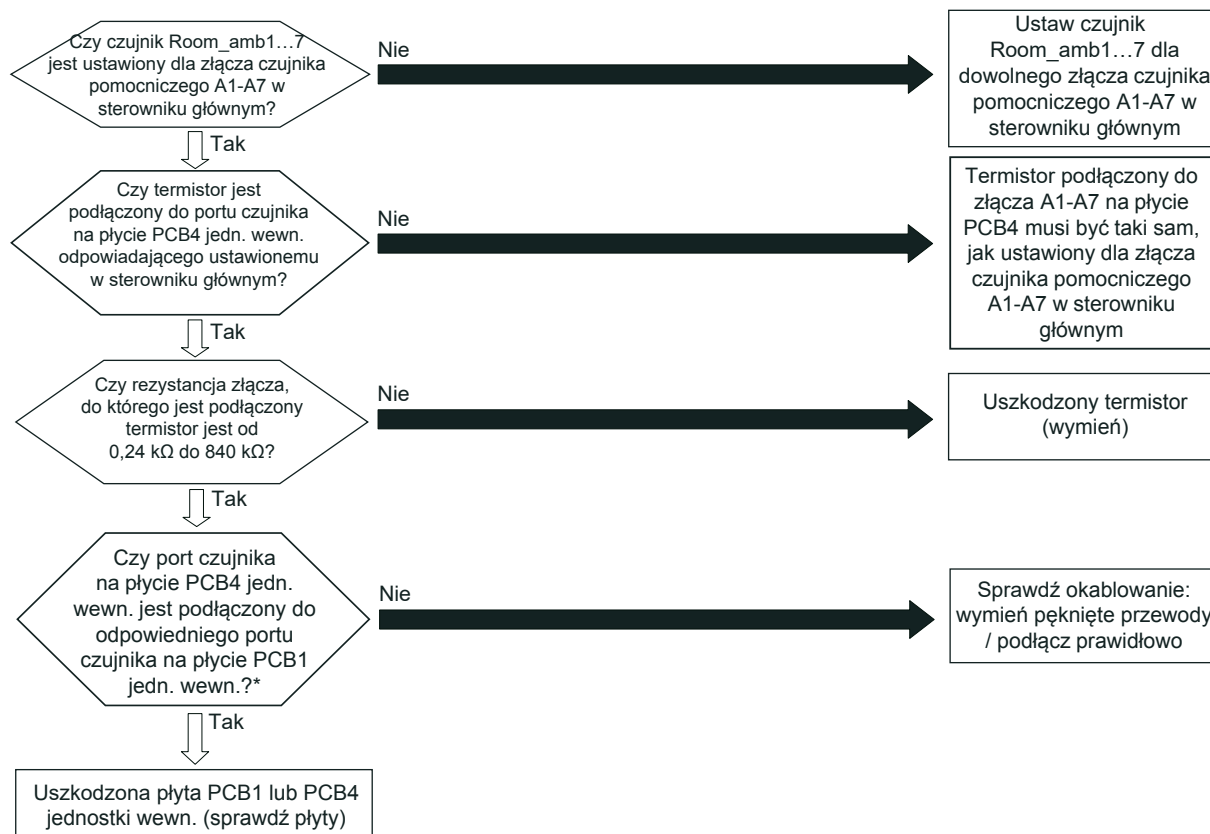 Czy czujnik Room_amb1…7
jest ustawiony dla złącza czujnika
pomocniczego A1-A7 w
sterowniku głównym?
Nie
Ustaw czujnik
Room_amb1…7 dla
dowolnego złącza czujnika
pomocniczego A1-A7 w
sterowniku głównym
Tak
Czy termistor jest
podłączony do portu czujnika
na płycie PCB4 jedn. wewn.
odpowiadającego ustawionemu
w sterowniku głównym?
Nie
Termistor podłączony do
złącza A1-A7 na płycie
PCB4 musi być taki sam,
jak ustawiony dla złącza
czujnika pomocniczego
A1-A7 w sterowniku
głównym
Tak
Czy rezystancja złącza,
do którego jest podłączony
termistor jest od
0,24 kΩ do 840 kΩ?
Nie
Uszkodzony termistor
(wymień)
Tak
Czy port czujnika
na płycie PCB4 jedn.
wewn. jest podłączony do
odpowiedniego portu
czujnika na płycie PCB1
jedn. wewn.?*
Nie
Sprawdź okablowanie:
wymień pęknięte przewody
/ podłącz prawidłowo
Tak
Uszkodzona płyta PCB1 lub PCB4
jednostki wewn. (sprawdź płyty)